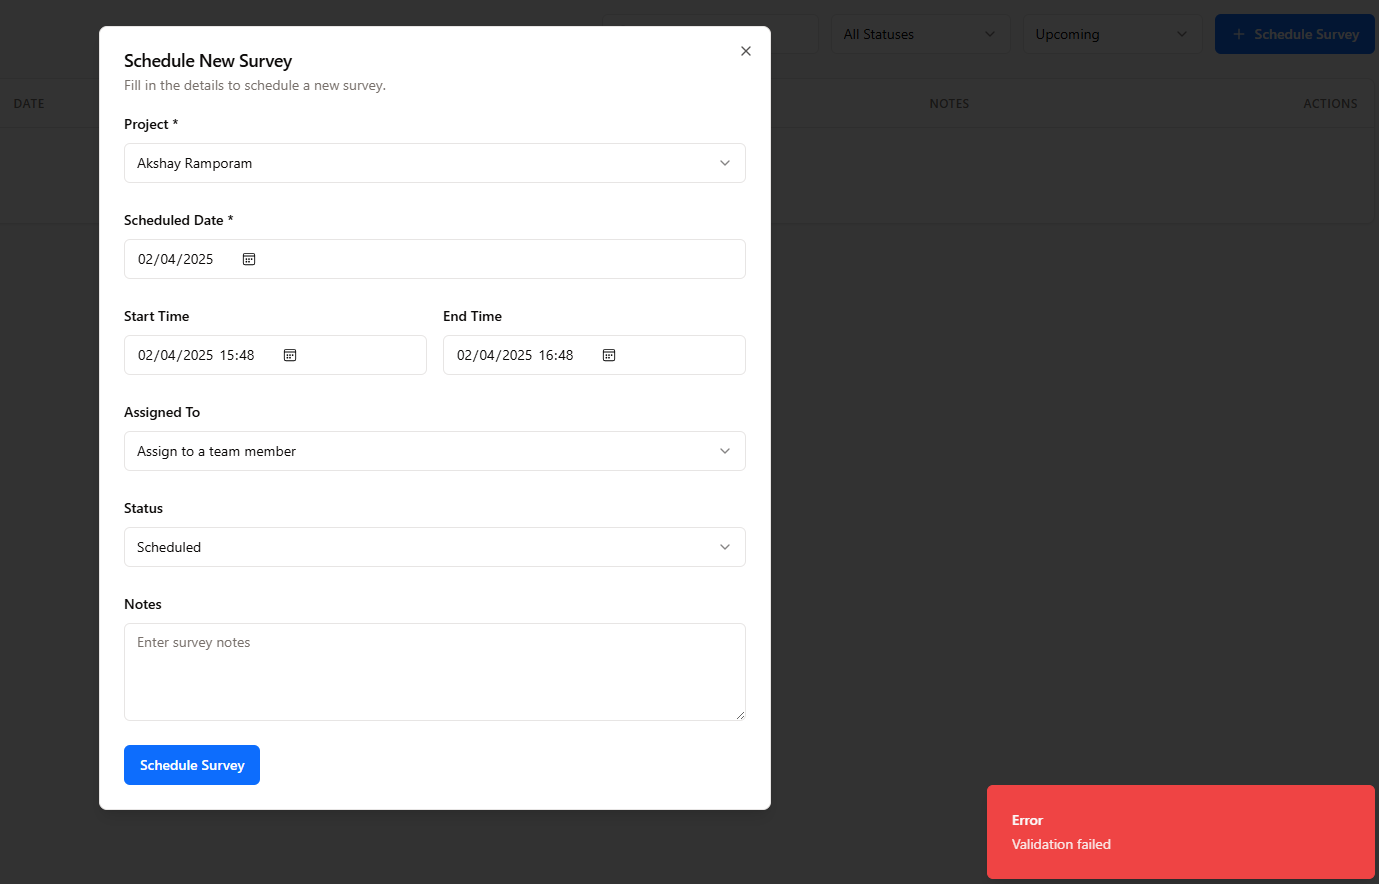 All Statuses
Upcoming
+ Schedule Survey
DATE
NOTES
ACTIONS
Schedule New Survey
Fill in the details to schedule a new survey.
Project *
Akshay Ramporam
Scheduled Date *
02/04/2025
Start Time
End Time
02/04/2025 15:48
02/04/2025 16:48
Assigned To
Assign to a team member
Status
Scheduled
Notes
Enter survey notes
Schedule Survey
Error
Validation failed